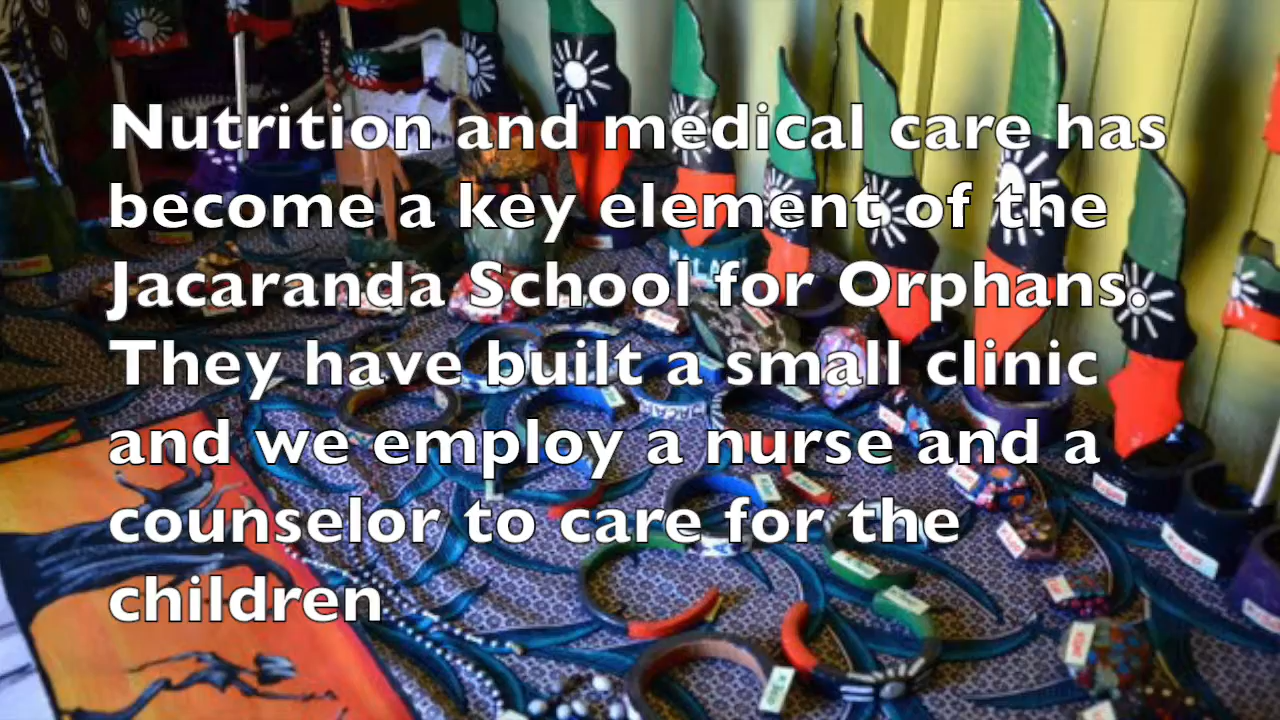 Nutrition and medical care has
become a key element of the
Jacaranda School for Orphans.
They have built a small clinic
and we employ a nurse and a
counselor to care for the
children